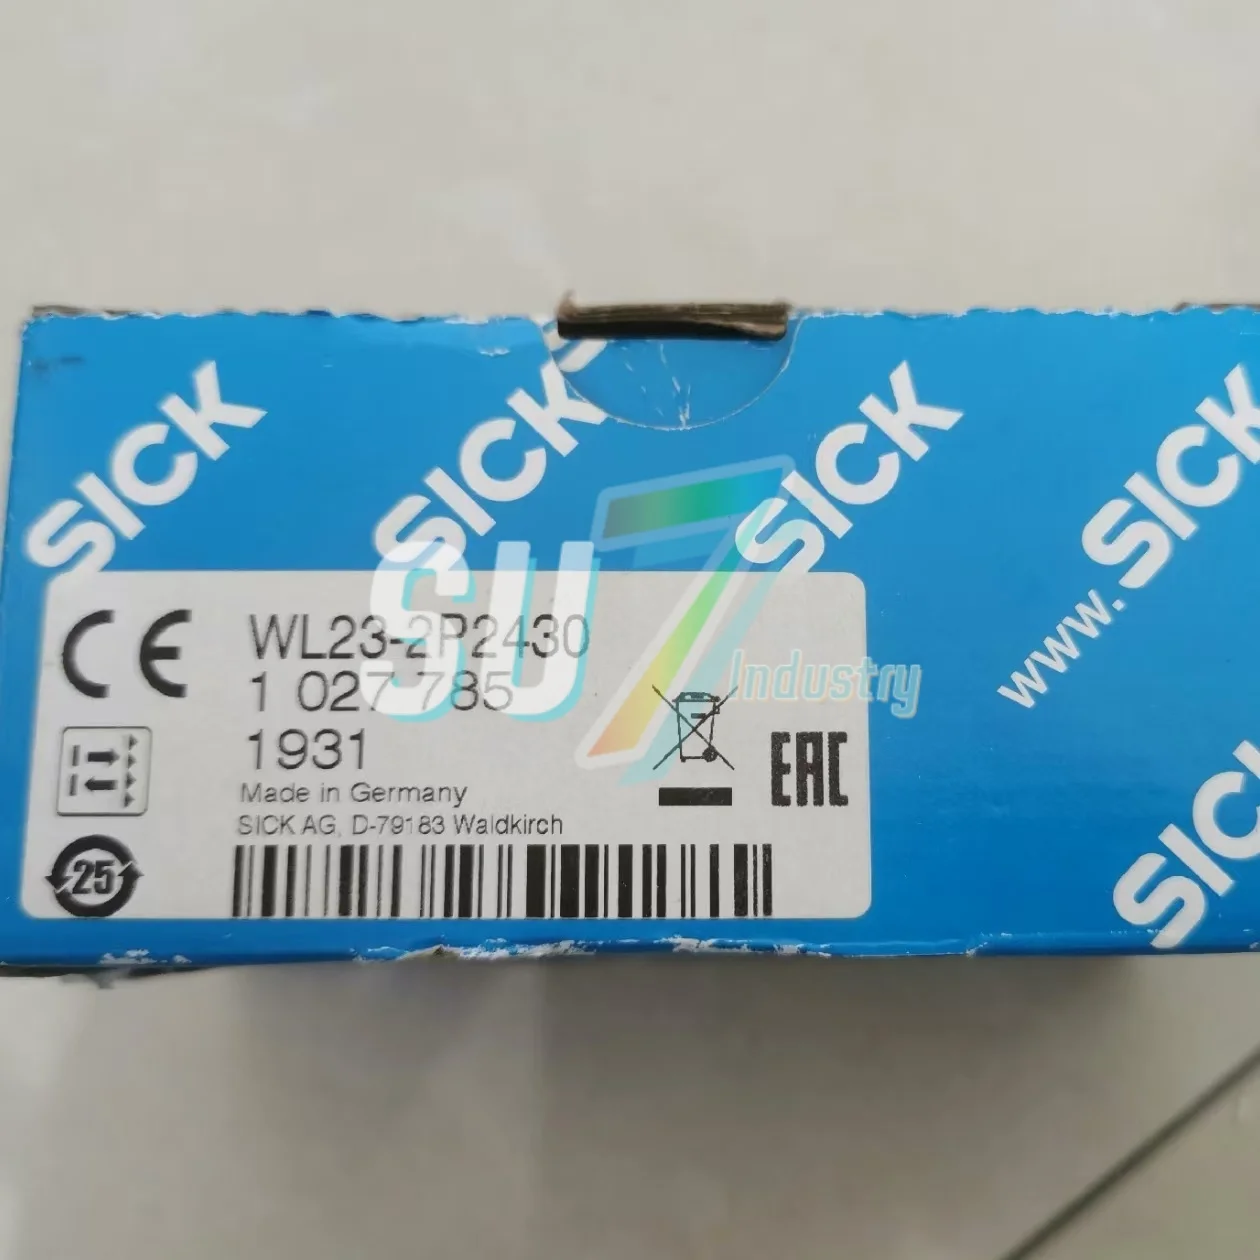 SICK
SICK
SICK
www.SICK
SICK
SU7
Industry
CE
WL23-2P2430
1 027 785
1931
Made in Germany
SICK AG, D-79183 Waldkirch
EAC
25